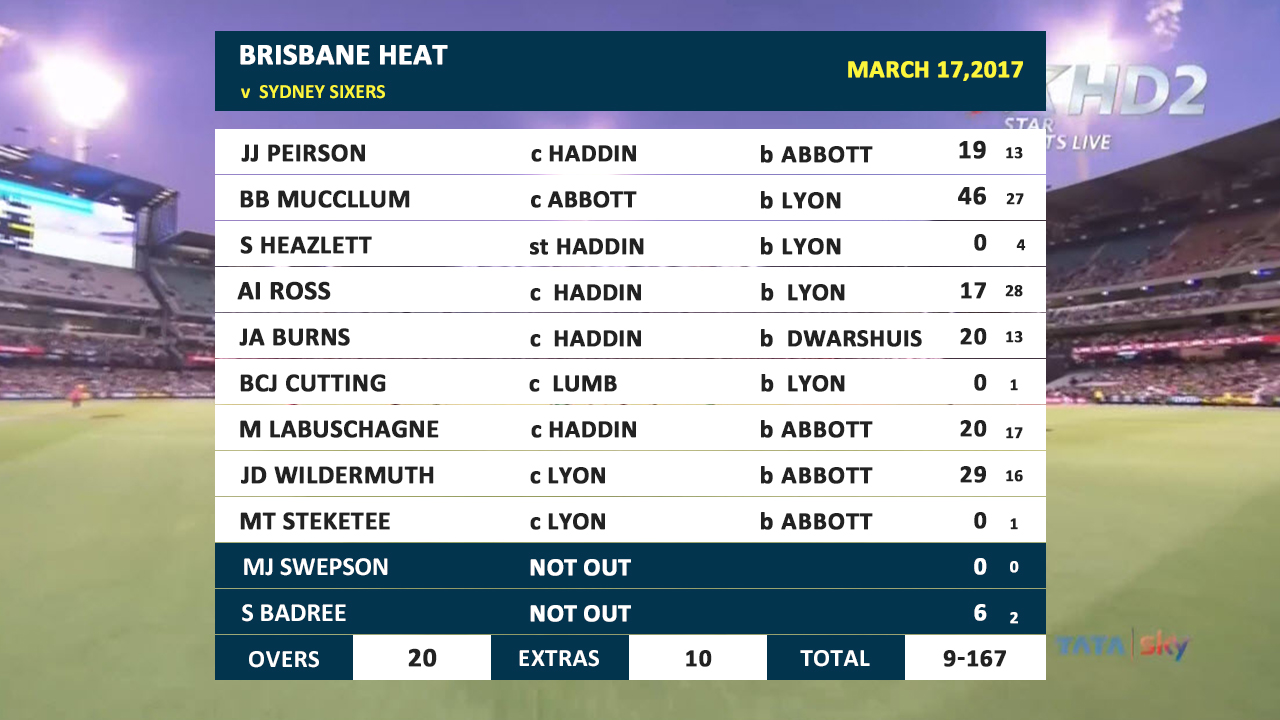 BRISBANE HEAT
v SYDNEY SIXERS
MARCH 17,2017
HD2
STAR
TS LIVE
JJ PEIRSON c HADDIN b ABBOTT 19 13
BB MUCCLLUM c ABBOTT b LYON 46 27
S HEAZLETT st HADDIN b LYON 0 4
AI ROSS c HADDIN b LYON 17 28
JA BURNS c HADDIN b DWARSHUIS 20 13
BCJ CUTTING c LUMB b LYON 0 1
M LABUSCHAGNE c HADDIN b ABBOTT 20 17
JD WILDERMUTH c LYON b ABBOTT 29 16
MT STEKETEE c LYON b ABBOTT 0 1
MJ SWEPSON NOT OUT 0 0
S BADREE NOT OUT 6 2
OVERS 20 EXTRAS 10 TOTAL 9-167
TATA sky